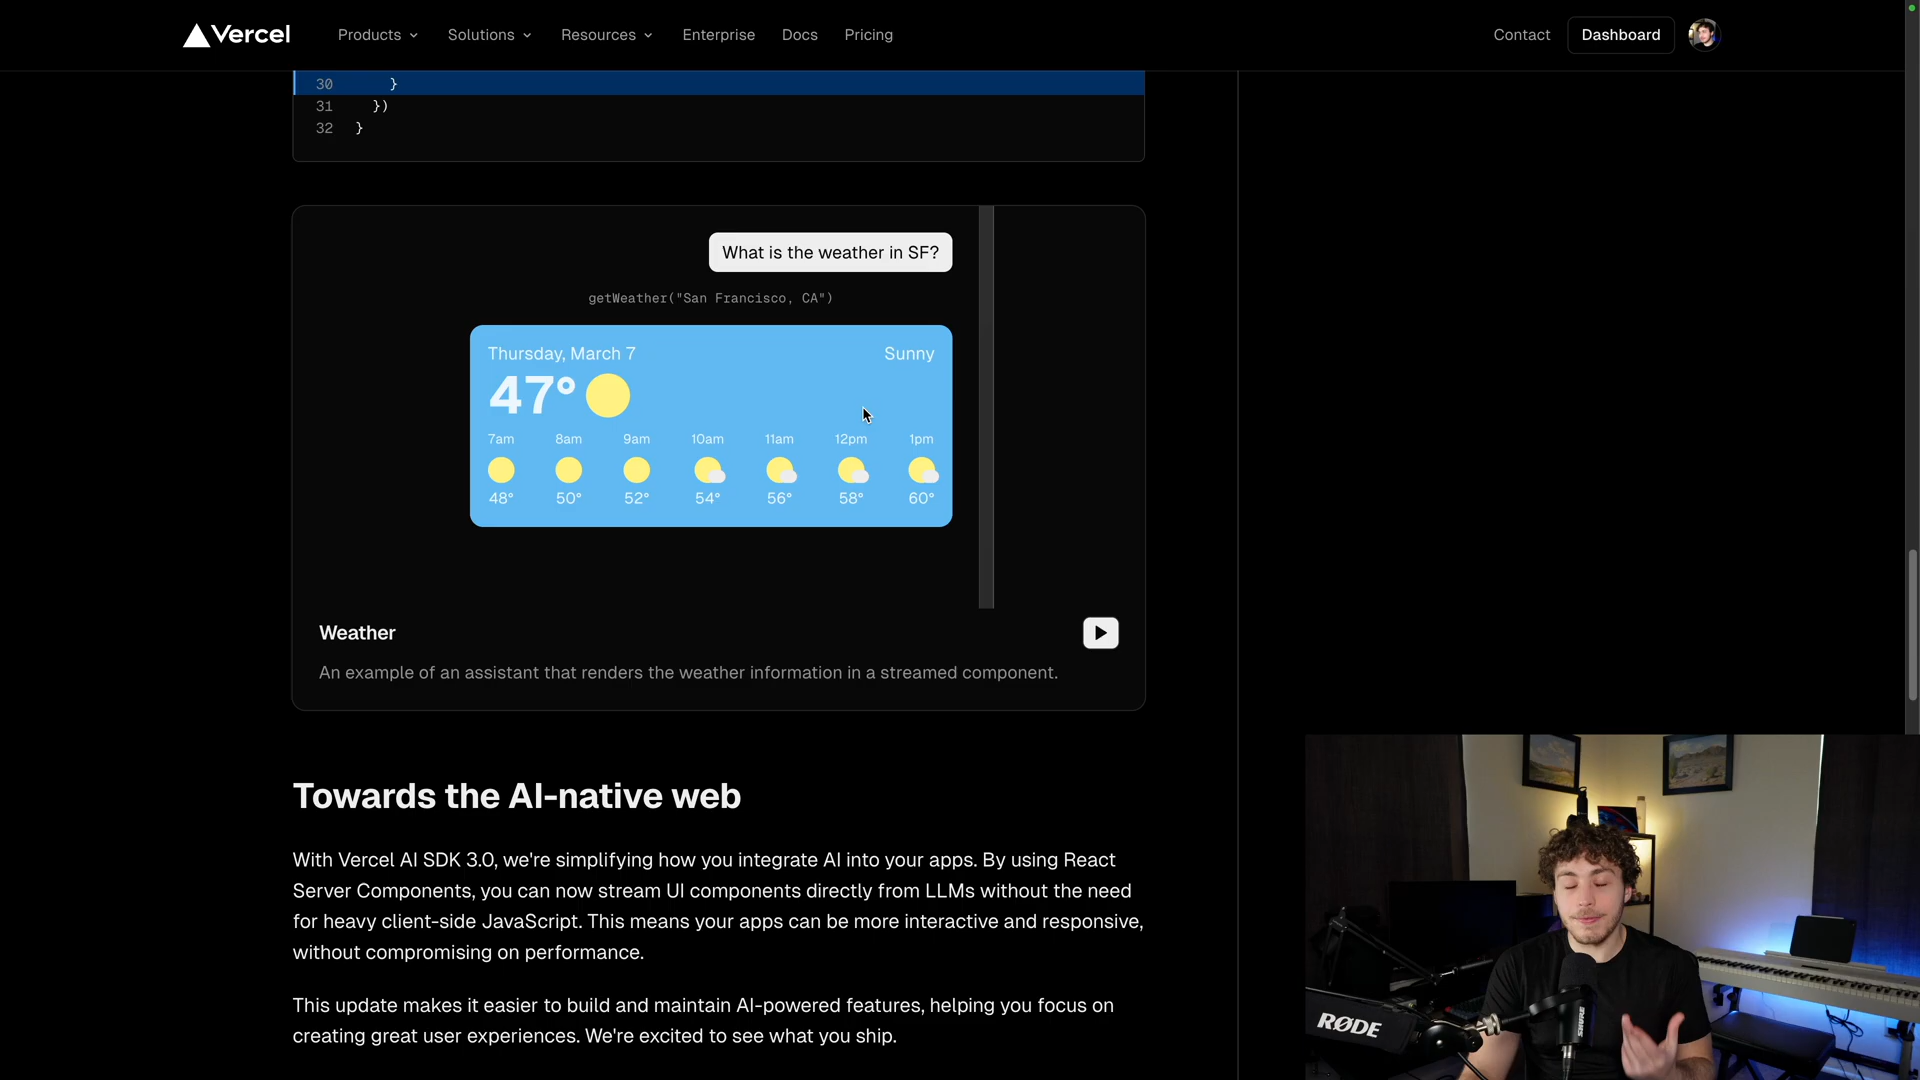 Vercel
Products
Solutions
Resources
Enterprise
Docs
Pricing
Contact
Dashboard
30 }
31 })
32 }
What is the weather in SF?
getWeather("San Francisco, CA")
Thursday, March 7
Sunny
47°
7am 8am 9am 10am 11am 12pm 1pm
48° 50° 52° 54° 56° 58° 60°
Weather
An example of an assistant that renders the weather information in a streamed component.
Towards the AI-native web
With Vercel AI SDK 3.0, we're simplifying how you integrate AI into your apps. By using React
Server Components, you can now stream UI components directly from LLMs without the need
for heavy client-side JavaScript. This means your apps can be more interactive and responsive,
without compromising on performance.
This update makes it easier to build and maintain AI-powered features, helping you focus on
creating great user experiences. We're excited to see what you ship.
RØDE
SHURE